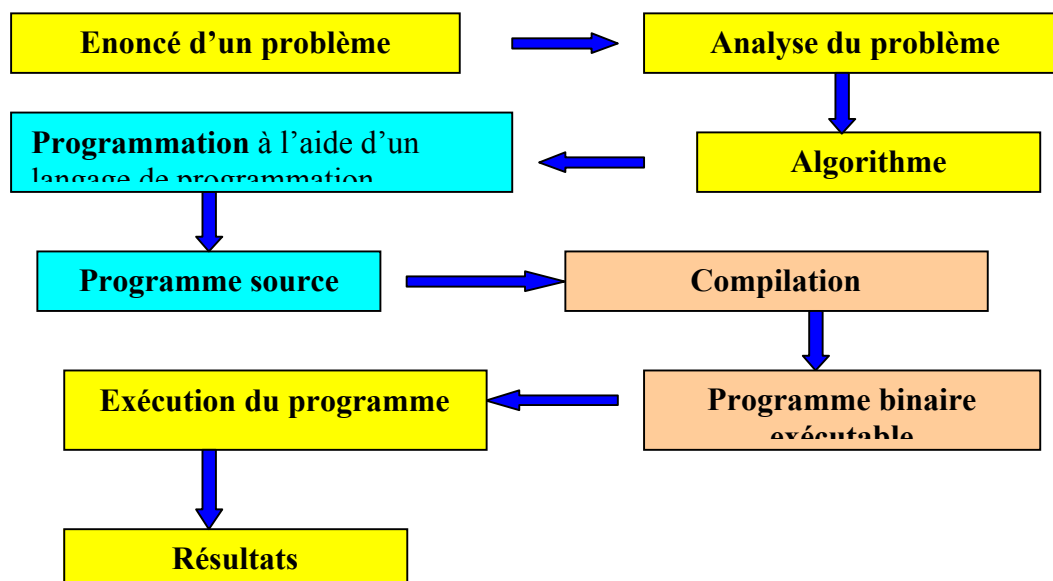 Enoncé d’un problème
Analyse du problème
Programmation à l’aide d’un
langage de programmation
Algorithme
Programme source
Compilation
Exécution du programme
Programme binaire
exécutable
Résultats